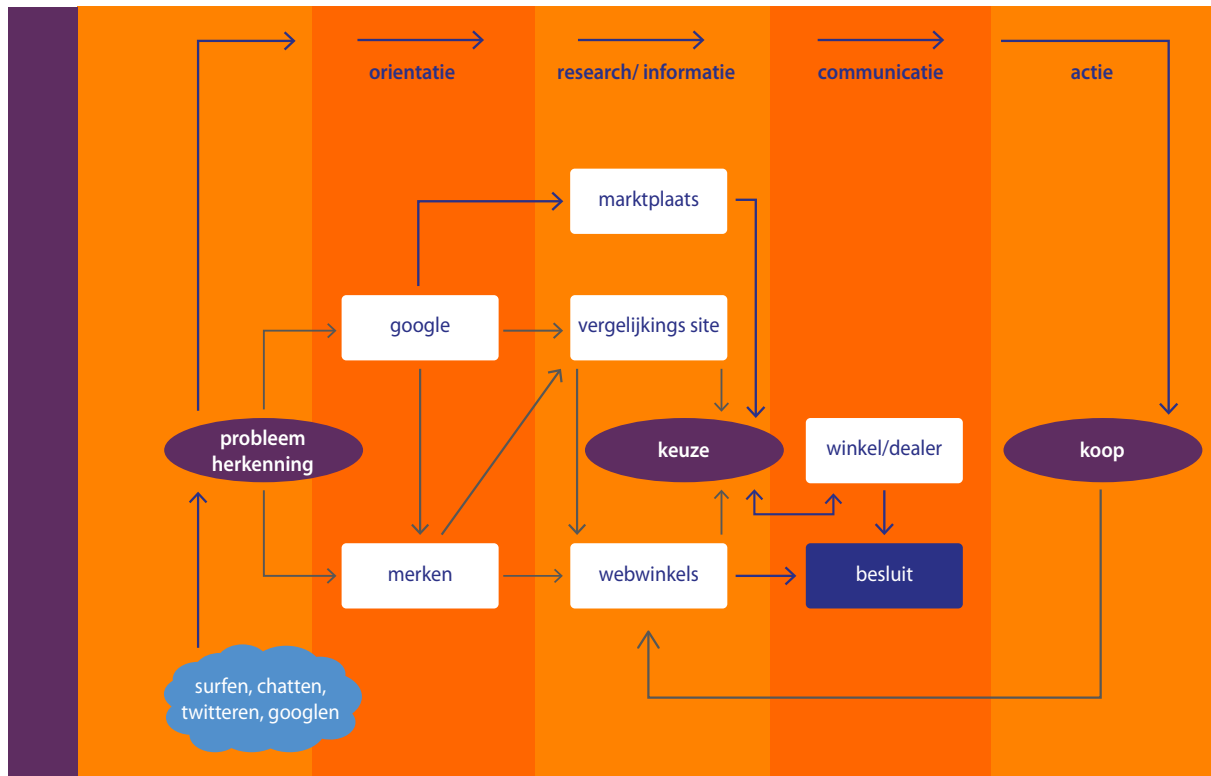 orientatie
research/ informatie
communicatie
actie
marktplaats
google
vergelijkings site
probleem
herkenning
keuze
winkel/dealer
koop
merken
webwinkels
besluit
surfen, chatten,
twitteren, googlen